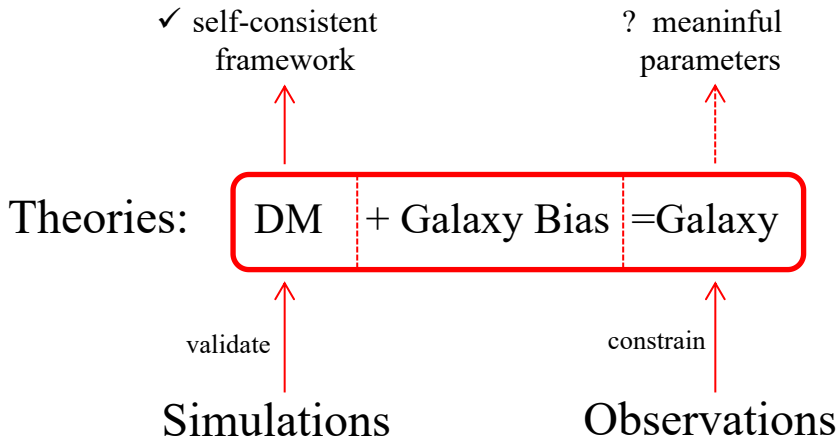 ✓ self-consistent
framework
? meaninful
parameters
Theories: DM + Galaxy Bias =Galaxy
validate
constrain
Simulations
Observations